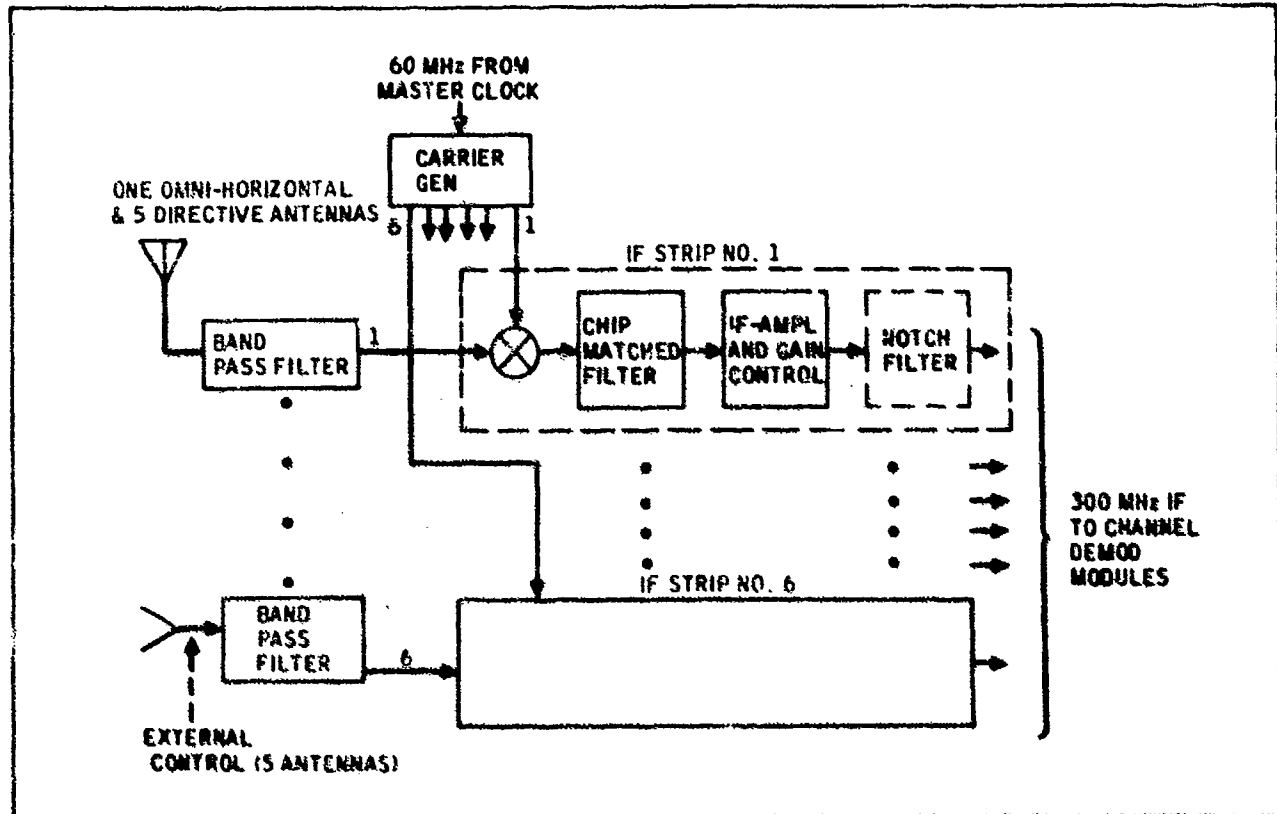 60 MHz FROM
MASTER CLOCK
CARRIER
GEN
ONE OMNI-HORIZONTAL
& 5 DIRECTIVE ANTENNAS
6
1
IF STRIP NO. 1
BAND
PASS FILTER
1
CHIP
MATCHED
FILTER
IF-AMPL
AND GAIN
CONTROL
NOTCH
FILTER
300 MHz IF
TO CHANNEL
DEMOD
MODULES
IF STRIP NO. 6
BAND
PASS
FILTER
6
EXTERNAL
CONTROL (5 ANTENNAS)